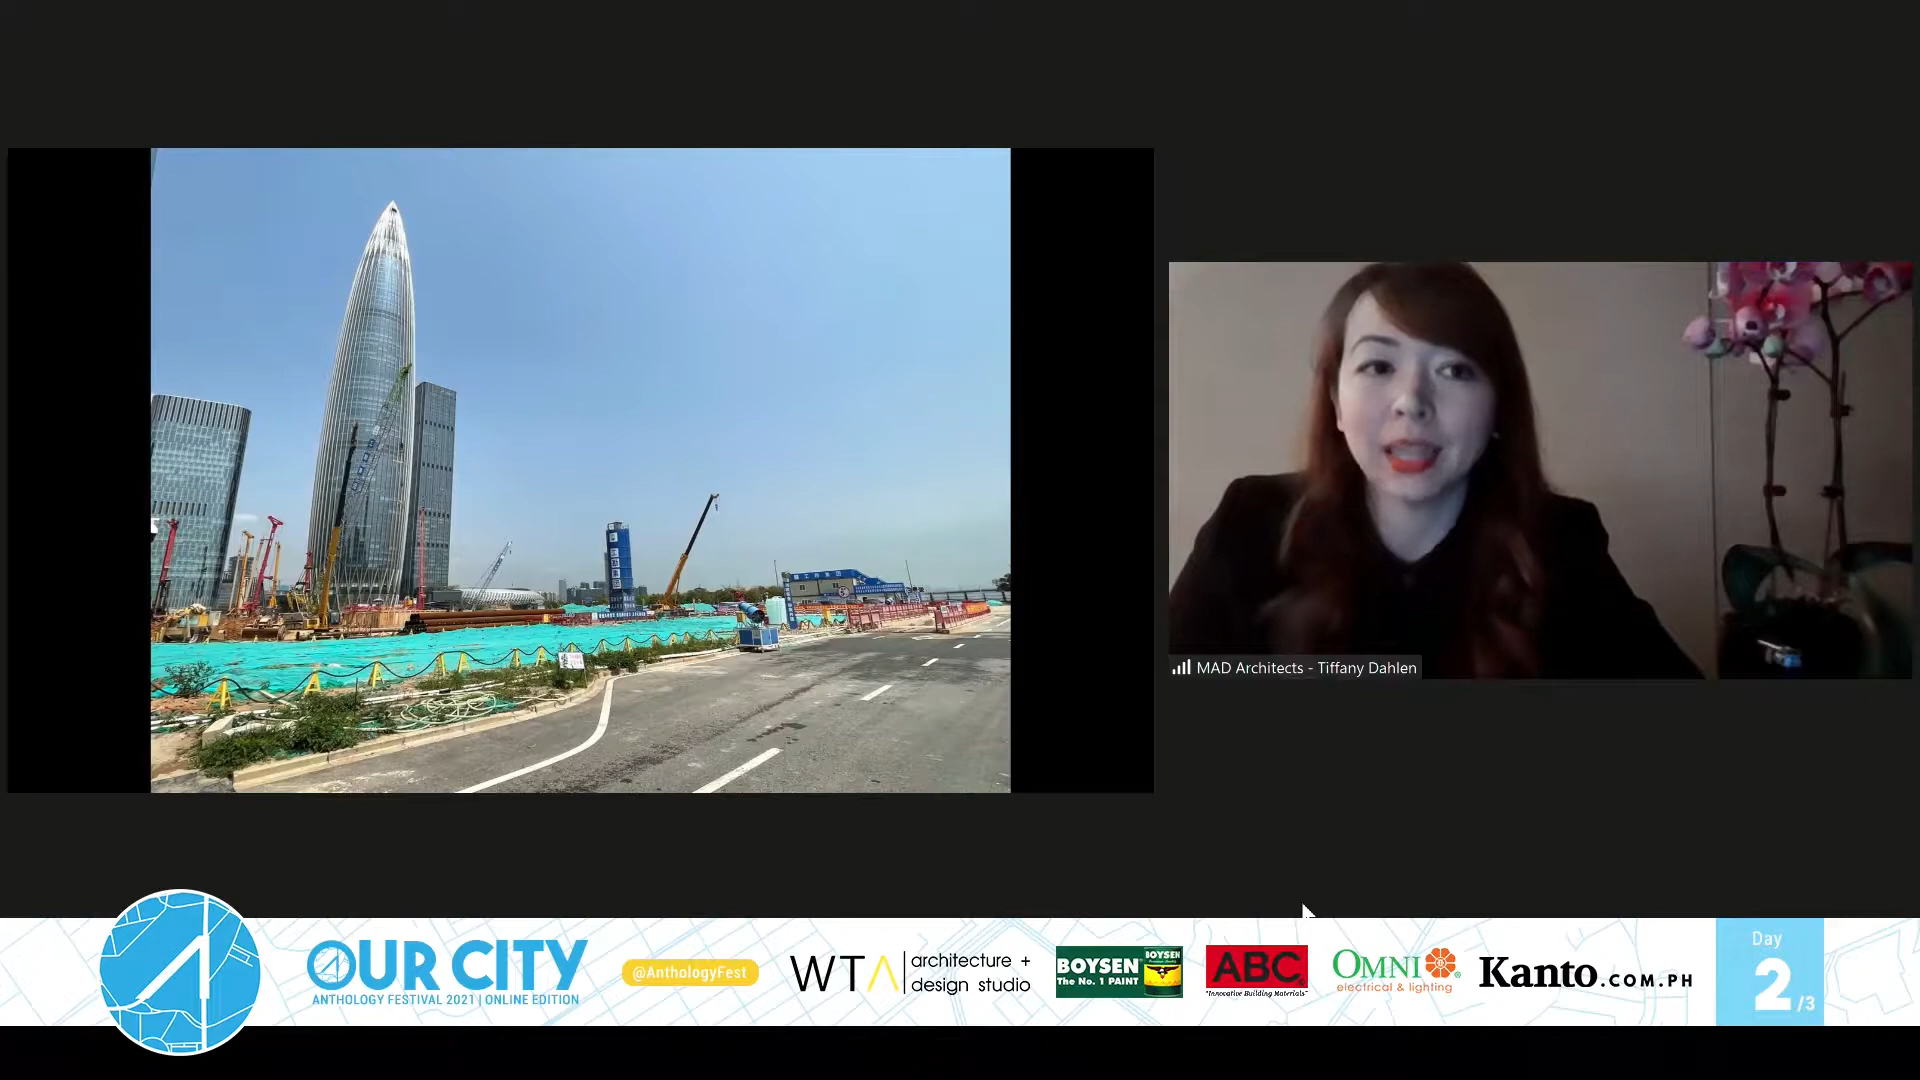 MAD Architects - Tiffany Dahlen
OUR CITY
ANTHOLOGY FESTIVAL 2021 | ONLINE EDITION
@AnthologyFest
WTA
architecture +
design studio
BOYSEN
The No. 1 PAINT
BOYSEN
ABC
"Innovative Building Materials"
OMNI
electrical & lighting
Kanto.COM.PH
Day
2/3